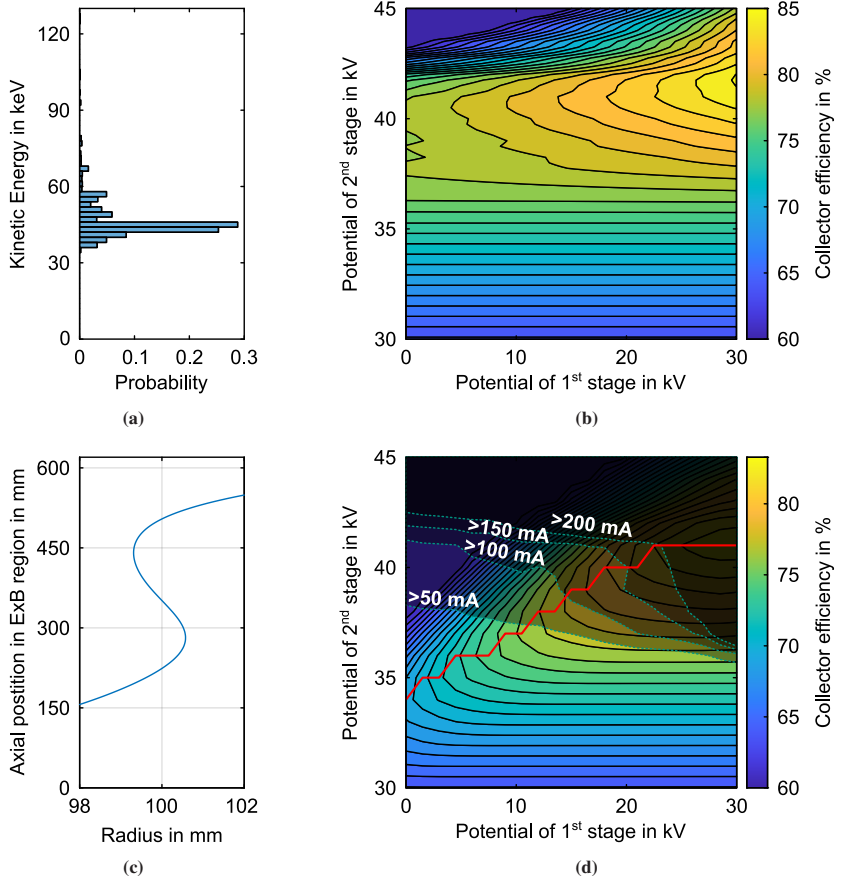 120
90
60
30
0
Kinetic Energy in keV
0 0.1 0.2 0.3
Probability
(a)
45
40
35
30
Potential of 2nd stage in kV
0 10 20 30
Potential of 1st stage in kV
85
80
75
70
65
60
Collector efficiency in %
(b)
600
450
300
150
0
Axial postition in ExB region in mm
98 100 102
Radius in mm
(c)
45
40
35
30
Potential of 2nd stage in kV
>200 mA
>150 mA
>100 mA
>50 mA
0 10 20 30
Potential of 1st stage in kV
80
75
70
65
60
Collector efficiency in %
(d)